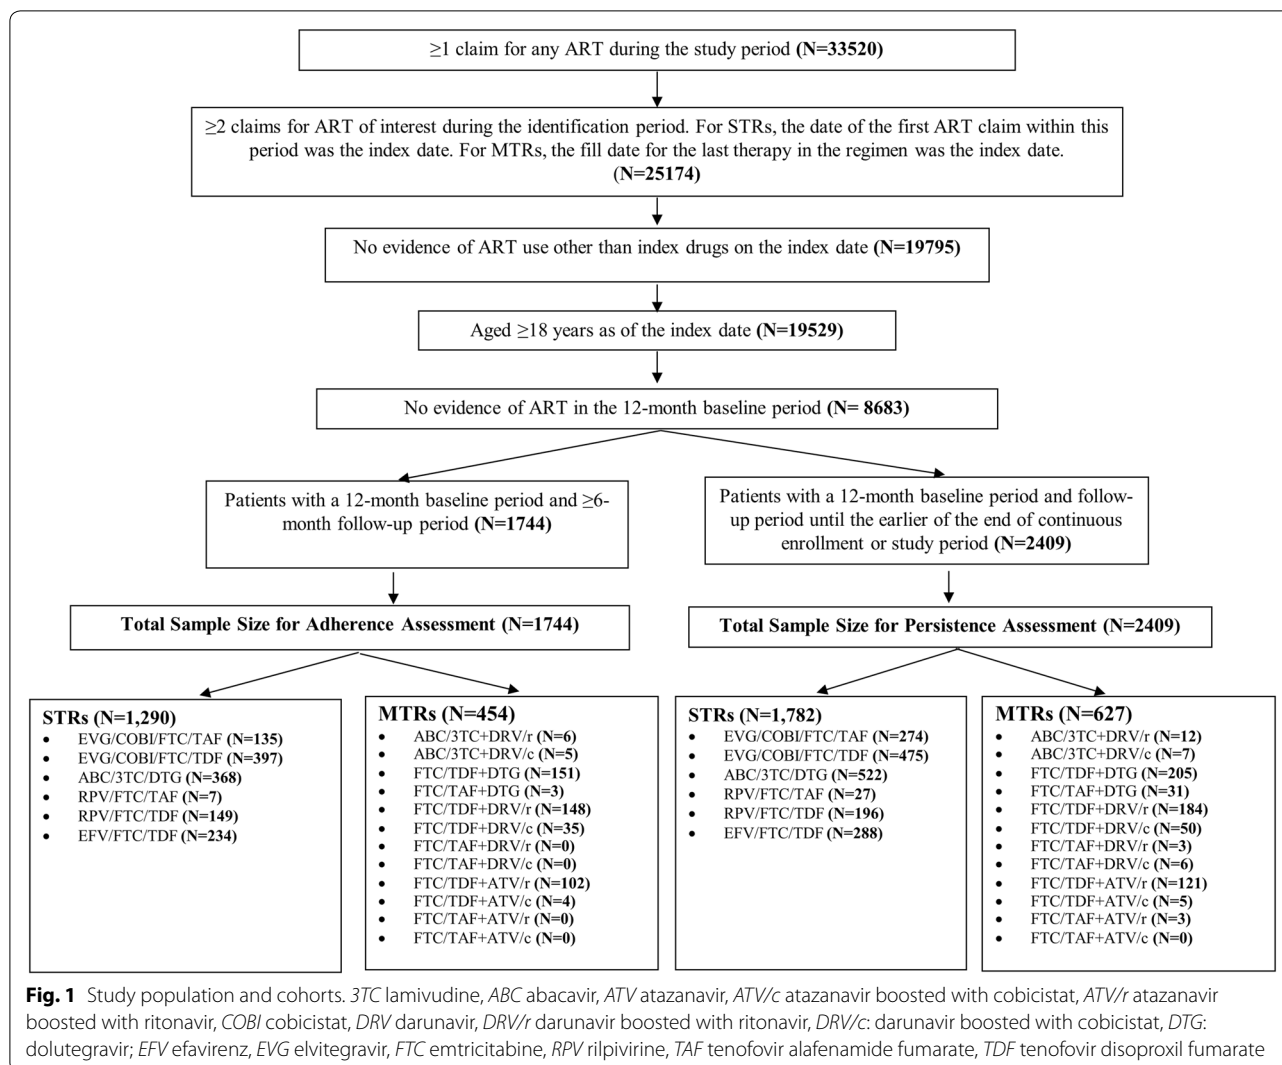 ≥1 claim for any ART during the study period (N=33520)
≥2 claims for ART of interest during the identification period. For STRs, the date of the first ART claim within this
period was the index date. For MTRs, the fill date for the last therapy in the regimen was the index date.
(N=25174)
No evidence of ART use other than index drugs on the index date (N=19795)
Aged ≥18 years as of the index date (N=19529)
No evidence of ART in the 12-month baseline period (N= 8683)
Patients with a 12-month baseline period and ≥6-
month follow-up period (N=1744)
Patients with a 12-month baseline period and follow-
up period until the earlier of the end of continuous
enrollment or study period (N=2409)
Total Sample Size for Adherence Assessment (N=1744)
Total Sample Size for Persistence Assessment (N=2409)
STRs (N=1,290)
• EVG/COBI/FTC/TAF (N=135)
• EVG/COBI/FTC/TDF (N=397)
• ABC/3TC/DTG (N=368)
• RPV/FTC/TAF (N=7)
• RPV/FTC/TDF (N=149)
• EFV/FTC/TDF (N=234)
MTRs (N=454)
• ABC/3TC+DRV/r (N=6)
• ABC/3TC+DRV/c (N=5)
• FTC/TDF+DTG (N=151)
• FTC/TAF+DTG (N=3)
• FTC/TDF+DRV/r (N=148)
• FTC/TDF+DRV/c (N=35)
• FTC/TAF+DRV/r (N=0)
• FTC/TAF+DRV/c (N=0)
• FTC/TDF+ATV/r (N=102)
• FTC/TDF+ATV/c (N=4)
• FTC/TAF+ATV/r (N=0)
• FTC/TAF+ATV/c (N=0)
STRs (N=1,782)
• EVG/COBI/FTC/TAF (N=274)
• EVG/COBI/FTC/TDF (N=475)
• ABC/3TC/DTG (N=522)
• RPV/FTC/TAF (N=27)
• RPV/FTC/TDF (N=196)
• EFV/FTC/TDF (N=288)
MTRs (N=627)
• ABC/3TC+DRV/r (N=12)
• ABC/3TC+DRV/c (N=7)
• FTC/TDF+DTG (N=205)
• FTC/TAF+DTG (N=31)
• FTC/TDF+DRV/r (N=184)
• FTC/TDF+DRV/c (N=50)
• FTC/TAF+DRV/r (N=3)
• FTC/TAF+DRV/c (N=6)
• FTC/TDF+ATV/r (N=121)
• FTC/TDF+ATV/c (N=5)
• FTC/TAF+ATV/r (N=3)
• FTC/TAF+ATV/c (N=0)
Fig. 1 Study population and cohorts. 3TC lamivudine, ABC abacavir, ATV atazanavir, ATV/c atazanavir boosted with cobicistat, ATV/r atazanavir
boosted with ritonavir, COBI cobicistat, DRV darunavir, DRV/r darunavir boosted with ritonavir, DRV/c: darunavir boosted with cobicistat, DTG:
dolutegravir; EFV efavirenz, EVG elvitegravir, FTC emtricitabine, RPV rilpivirine, TAF tenofovir alafenamide fumarate, TDF tenofovir disoproxil fumarate